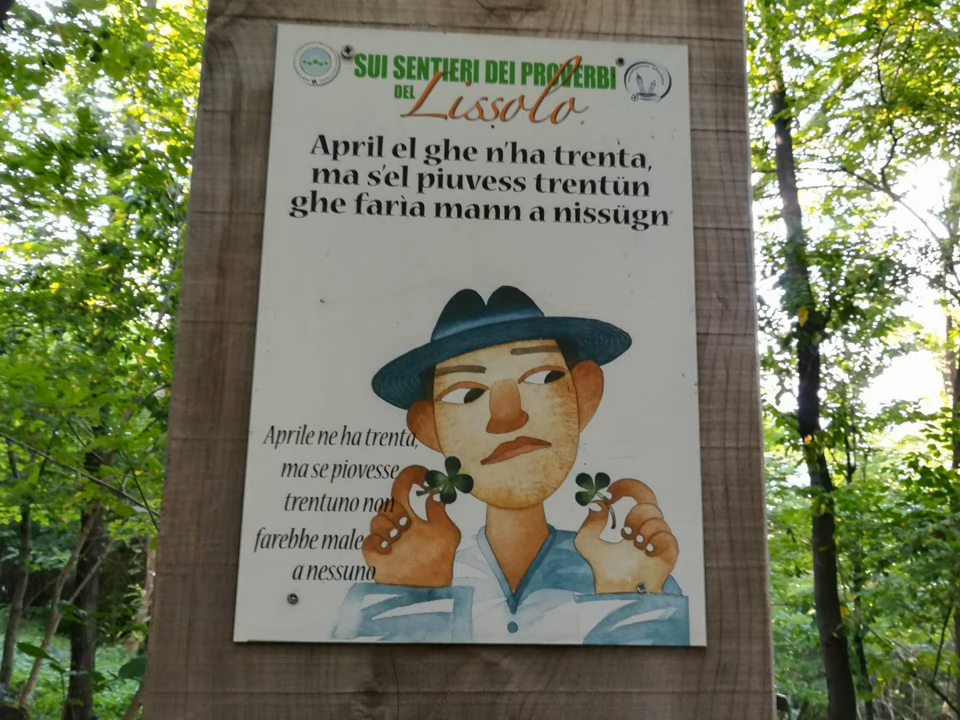 SUI SENTIERI DEI PROVERBI
DEL Lissolo
April el ghe n'ha trenta,
ma s'el piuvess trentün
ghe farìa mann a nissügn
Aprile ne ha trenta,
ma se piovesse
trentuno non
farebbe male
a nessuno